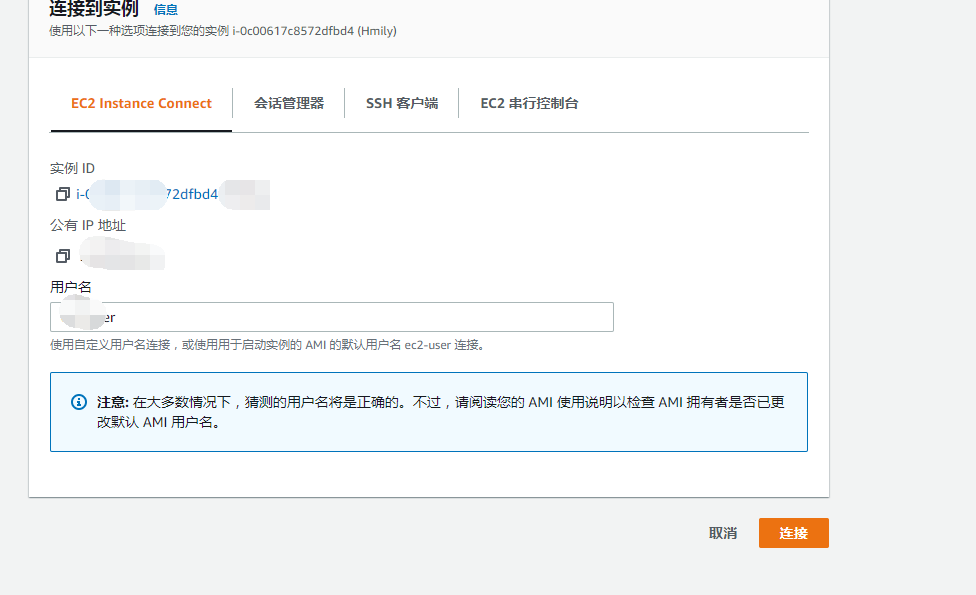 连接到实例 信息
使用以下一种选项连接到您的实例 i-0c00617c8572dfbd4 (Hmily)
EC2 Instance Connect 会话管理器 SSH 客户端 EC2 串行控制台
实例 ID
72dfbd4
公有 IP 地址
用户名
er
使用自定义用户名连接，或使用用于启动实例的 AMI 的默认用户名 ec2-user 连接。
注意: 在大多数情况下，猜测的用户名将是正确的。不过，请阅读您的 AMI 使用说明以检查 AMI 拥有者是否已更
改默认 AMI 用户名。
取消 连接